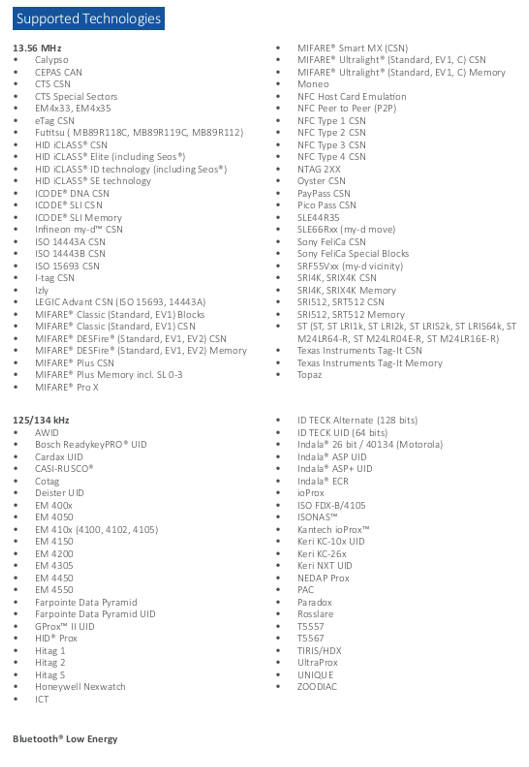 Supported Technologies
13.56 MHz
• Calypso
• CEPAS CAN
• CTS CSN
• CTS Special Sectors
• EM4x33, EM4x35
• eTag CSN
• Futitsu ( MB89R118C, MB89R119C, MB89R112)
• HID iCLASS® CSN
• HID iCLASS® Elite (including Seos®)
• HID iCLASS® ID technology (including Seos®)
• HID iCLASS® SE technology
• ICODE® DNA CSN
• ICODE® SLI CSN
• ICODE® SLI Memory
• Infineon my-d™ CSN
• ISO 14443A CSN
• ISO 14443B CSN
• ISO 15693 CSN
• I-tag CSN
• Izly
• LEGIC Advant CSN (ISO 15693, 14443A)
• MIFARE® Classic (Standard, EV1) Blocks
• MIFARE® Classic (Standard, EV1) CSN
• MIFARE® DESFire® (Standard, EV1, EV2) CSN
• MIFARE® DESFire® (Standard, EV1, EV2) Memory
• MIFARE® Plus CSN
• MIFARE® Plus Memory incl. SL 0-3
• MIFARE® Pro X
• MIFARE® Smart MX (CSN)
• MIFARE® Ultralight® (Standard, EV1, C) CSN
• MIFARE® Ultralight® (Standard, EV1, C) Memory
• Moneo
• NFC Host Card Emulation
• NFC Peer to Peer (P2P)
• NFC Type 1 CSN
• NFC Type 2 CSN
• NFC Type 3 CSN
• NFC Type 4 CSN
• NTAG 2XX
• Oyster CSN
• PayPass CSN
• Pico Pass CSN
• SLE44R35
• SLE66Rxx (my-d move)
• Sony FeliCa CSN
• Sony FeliCa Special Blocks
• SRF55Vxx (my-d vicinity)
• SRI4K, SRIX4K CSN
• SRI4K, SRIX4K Memory
• SRI512, SRT512 CSN
• SRI512, SRT512 Memory
• ST (ST, ST LRI1k, ST LRI2k, ST LRIS2k, ST LRIS64k, ST
M24LR64-R, ST M24LR04E-R, ST M24LR16E-R)
• Texas Instruments Tag-It CSN
• Texas Instruments Tag-It Memory
• Topaz
125/134 kHz
• AWID
• Bosch ReadykeyPRO® UID
• Cardax UID
• CASI-RUSCO®
• Cotag
• Deister UID
• EM 400x
• EM 4050
• EM 410x (4100, 4102, 4105)
• EM 4150
• EM 4200
• EM 4305
• EM 4450
• EM 4550
• Farpointe Data Pyramid
• Farpointe Data Pyramid UID
• GProx™ II UID
• HID® Prox
• Hitag 1
• Hitag 2
• Hitag S
• Honeywell Nexwatch
• ICT
• ID TECK Alternate (128 bits)
• ID TECK UID (64 bits)
• Indala® 26 bit / 40134 (Motorola)
• Indala® ASP UID
• Indala® ASP+ UID
• Indala® ECR
• ioProx
• ISO FDX-B/4105
• ISONAS™
• Kantech ioProx™
• Keri KC-10x UID
• Keri KC-26x
• Keri NXT UID
• NEDAP Prox
• PAC
• Paradox
• Rosslare
• T5557
• T5567
• TIRIS/HDX
• UltraProx
• UNIQUE
• ZOODIAC
Bluetooth® Low Energy